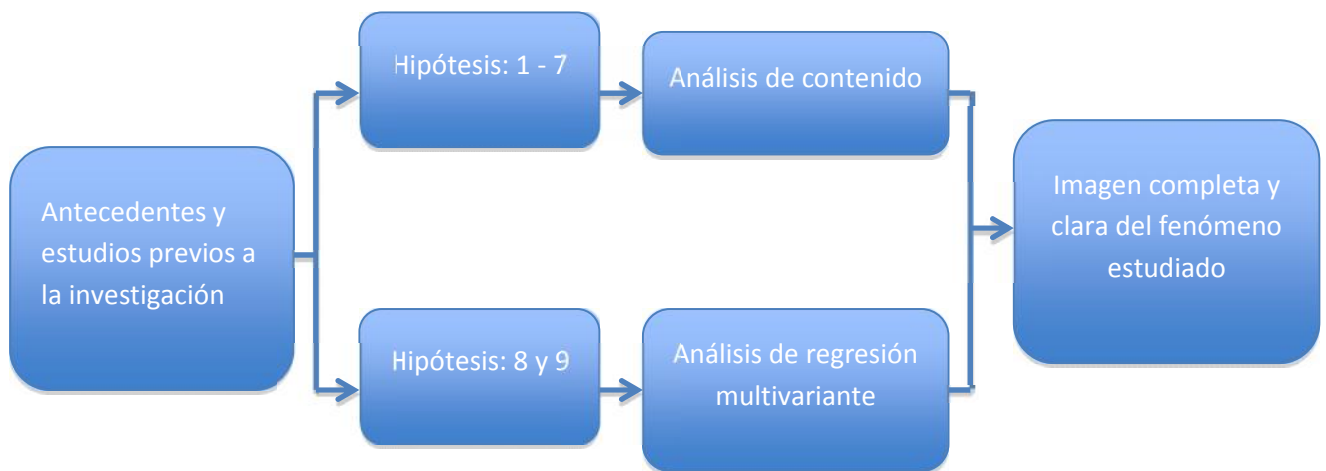 Antecedentes y
estudios previos a
la investigación
Hipótesis: 1 - 7
Análisis de contenido
Hipótesis: 8 y 9
Análisis de regresión
multivariante
Imagen completa y
clara del fenómeno
estudiado